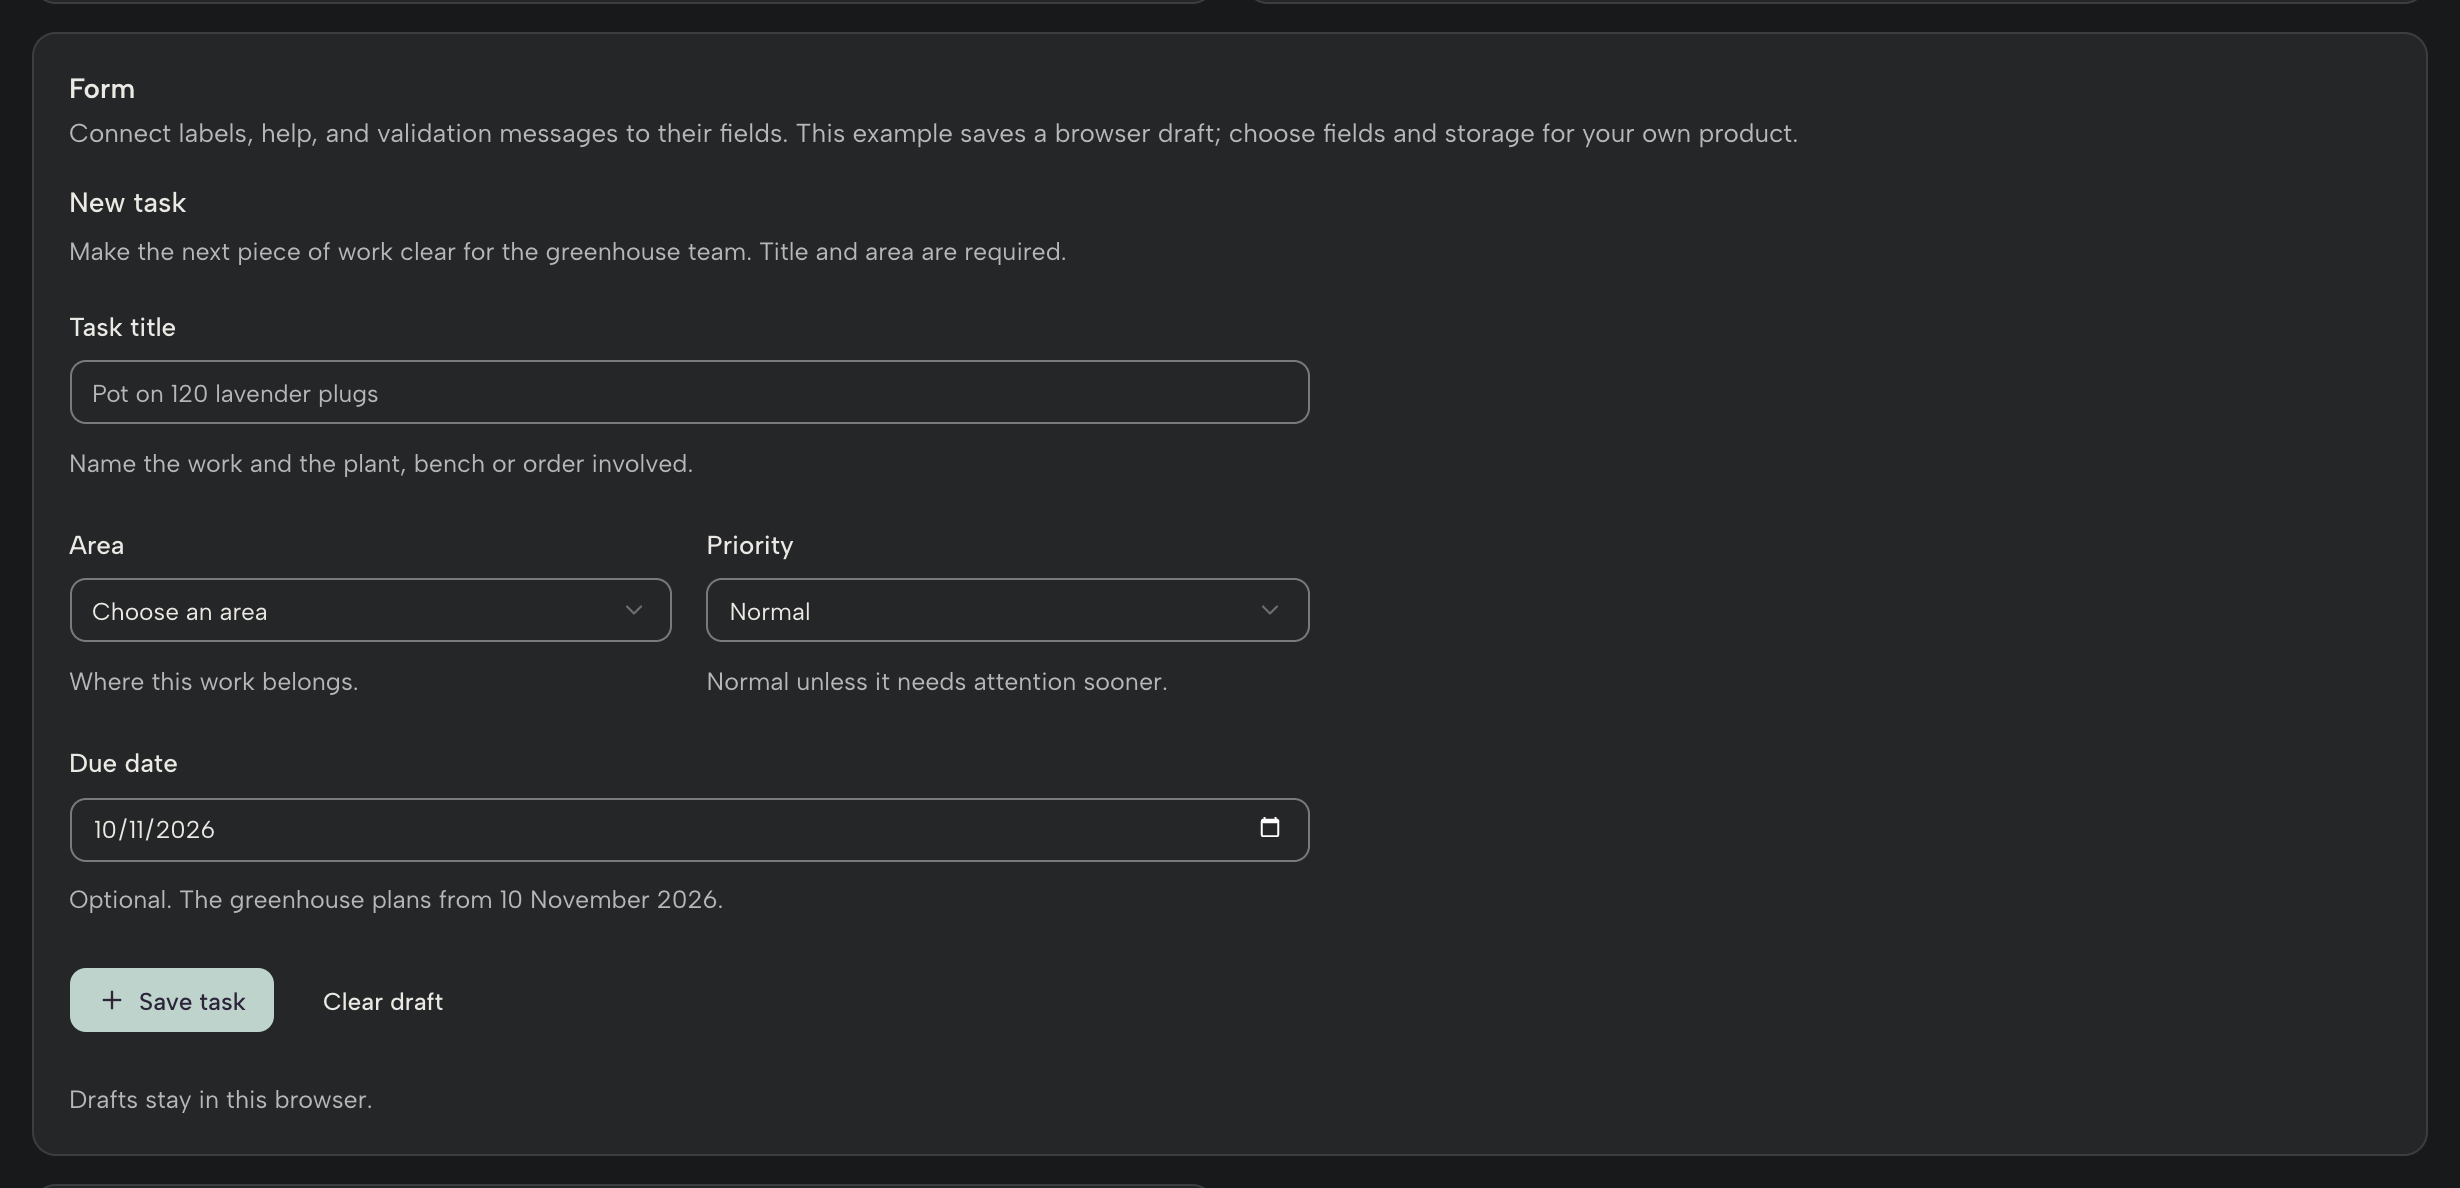 Form
Connect labels, help, and validation messages to their fields. This example saves a browser draft; choose fields and storage for your own product.
New task
Make the next piece of work clear for the greenhouse team. Title and area are required.
Task title
Pot on 120 lavender plugs
Name the work and the plant, bench or order involved.
Area
Priority
Choose an area
Normal
Where this work belongs.
Normal unless it needs attention sooner.
Due date
10/11/2026
Optional. The greenhouse plans from 10 November 2026.
+ Save task
Clear draft
Drafts stay in this browser.